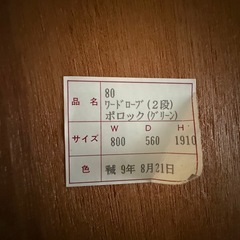 品名
80
ワードローブ(2段)
ポロック(グリーン)
サイズ
W D H
800 560 1910
色
9年 8月21日